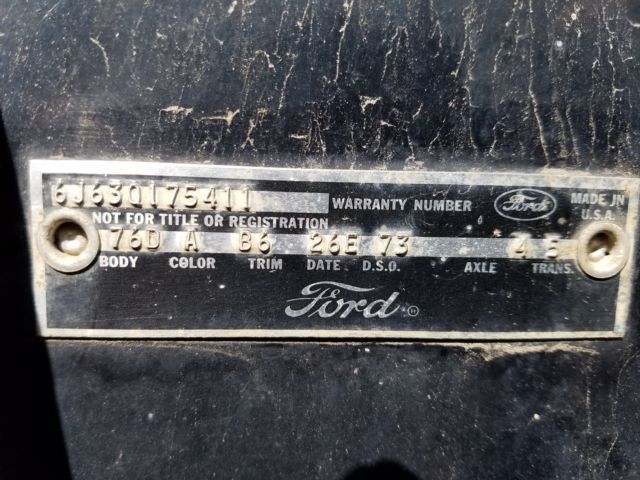 6J63Q175411 WARRANTY NUMBER Ford MADE IN U.S.A.
NOT FOR TITLE OR REGISTRATION
76D A B6 26E 73 4 5
BODY COLOR TRIM DATE D.S.O. AXLE TRANS.
Ford ®